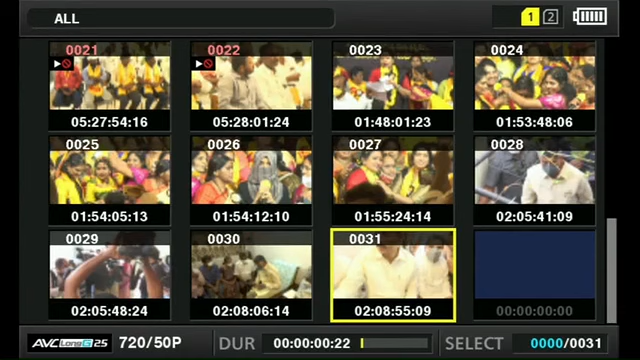 ALL 1 2
0021 0022 0023 0024
05:27:54:16 05:28:01:24 01:48:01:23 01:53:48:06
0025 0026 0027 0028
01:54:05:13 01:54:12:10 01:55:24:14 02:05:41:09
0029 0030 0031
02:05:48:24 02:08:06:14 02:08:55:09 00:00:00:00
AVC LongG 25 720/50P DUR 00:00:00:22 SELECT 0000/0031